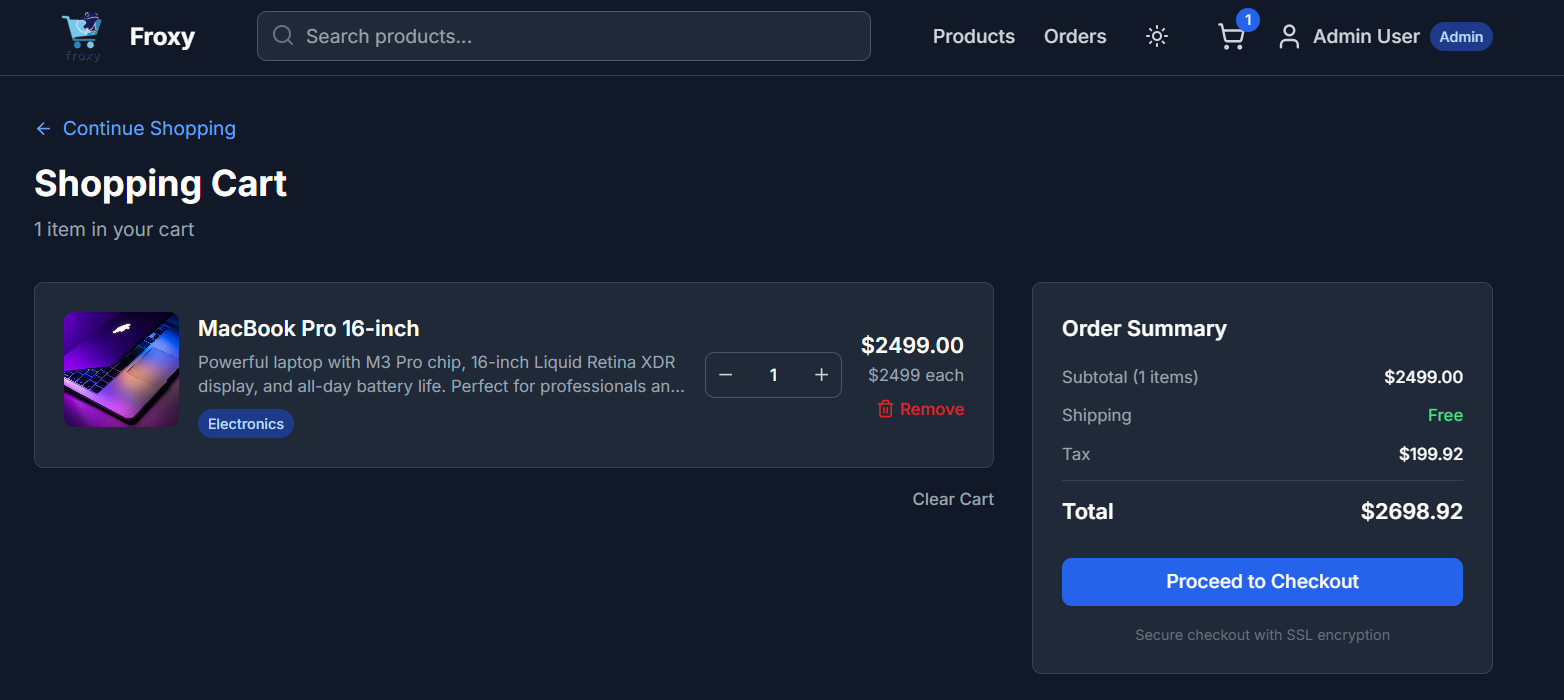 froxy
Froxy
Search products...
Products
Orders
1
Admin User
Admin
Continue Shopping
Shopping Cart
1 item in your cart
MacBook Pro 16-inch
Powerful laptop with M3 Pro chip, 16-inch Liquid Retina XDR
display, and all-day battery life. Perfect for professionals an...
Electronics
1
$2499.00
$2499 each
Remove
Clear Cart
Order Summary
Subtotal (1 items) $2499.00
Shipping Free
Tax $199.92
Total $2698.92
Proceed to Checkout
Secure checkout with SSL encryption